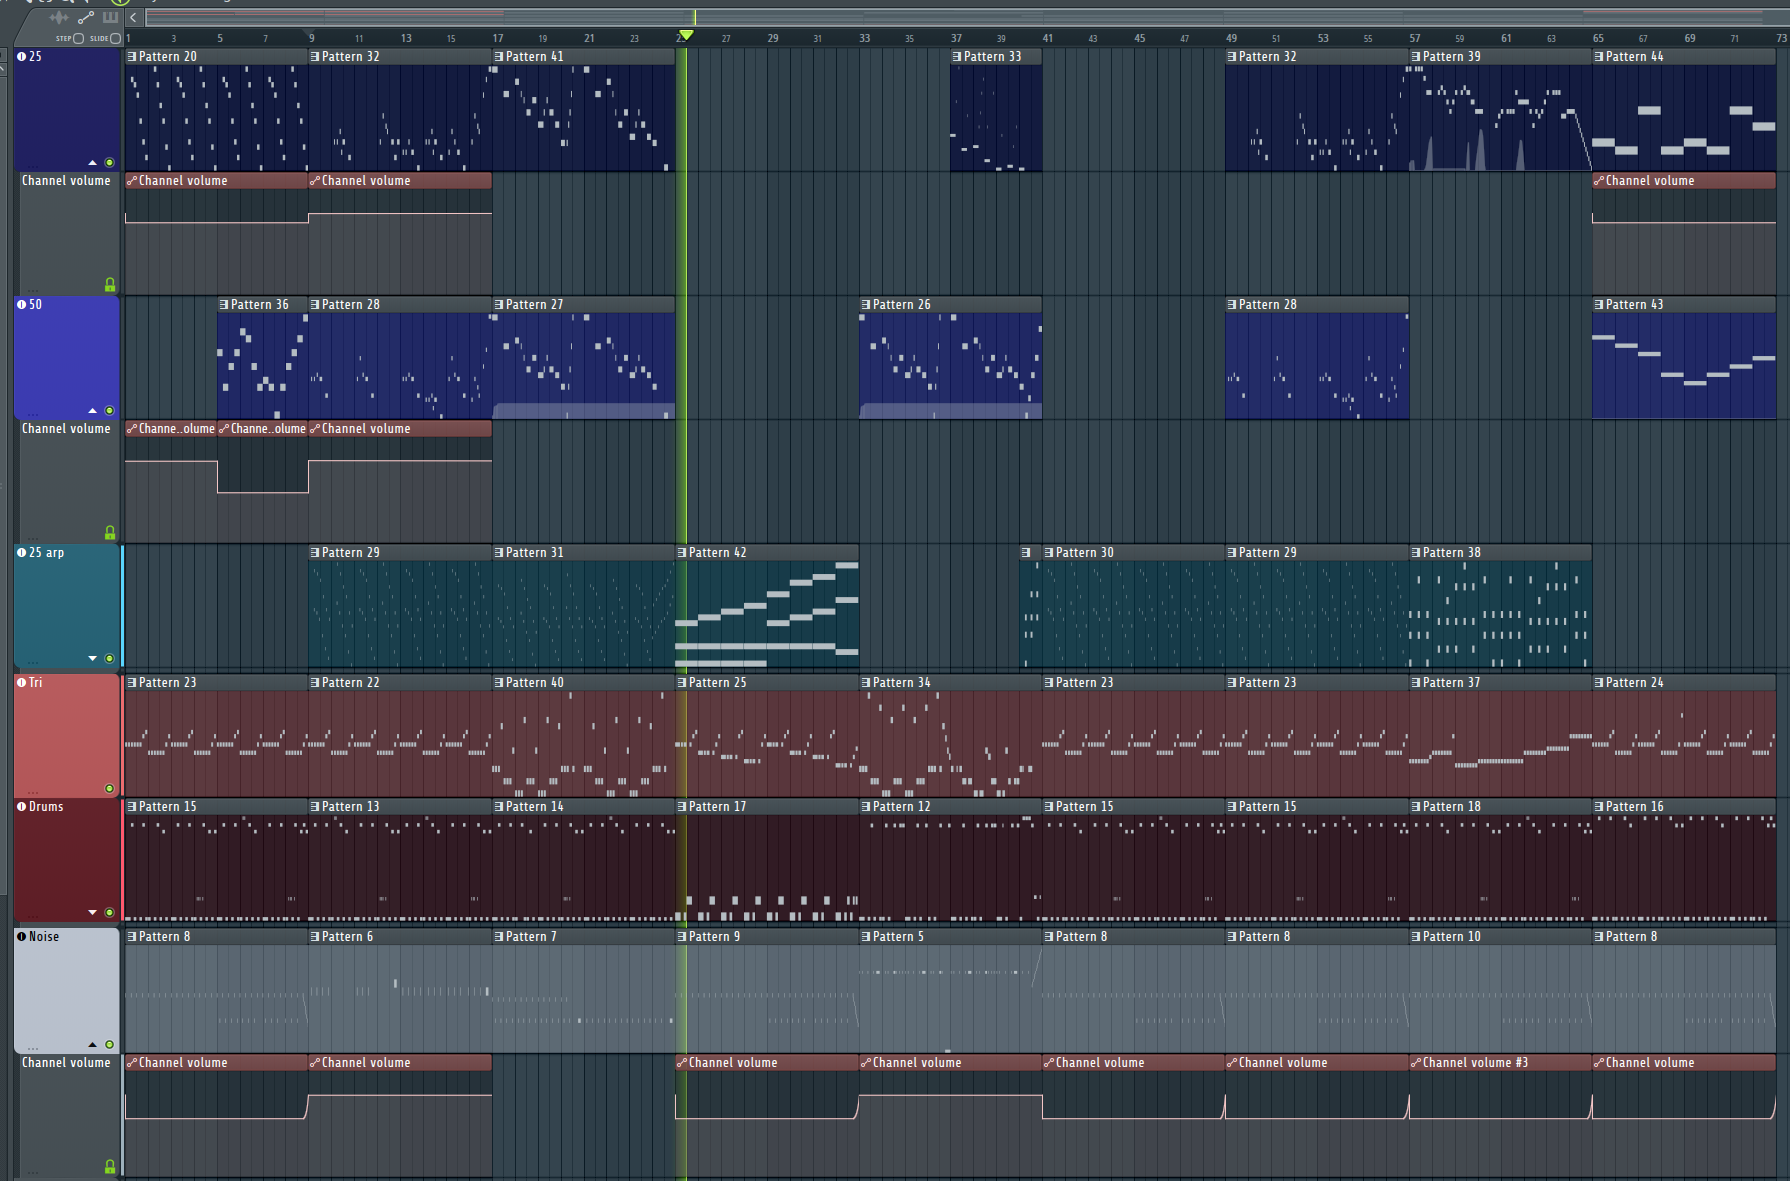 STEP SLIDE 1 3 5 7 9 11 13 15 17 19 21 23 27 29 31 33 35 37 39 41 43 45 47 49 51 53 55 57 59 61 63 65 67 69 71 73
25 Pattern 20 Pattern 32 Pattern 41 Pattern 33 Pattern 32 Pattern 39 Pattern 44
Channel volume Channel volume Channel volume Channel volume
50 Pattern 36 Pattern 28 Pattern 27 Pattern 26 Pattern 28 Pattern 43
Channel volume Channe..olume Channe..olume Channel volume
25 arp Pattern 29 Pattern 31 Pattern 42 Pattern 30 Pattern 29 Pattern 38
Tri Pattern 23 Pattern 22 Pattern 40 Pattern 25 Pattern 34 Pattern 23 Pattern 23 Pattern 37 Pattern 24
Drums Pattern 15 Pattern 13 Pattern 14 Pattern 17 Pattern 12 Pattern 15 Pattern 15 Pattern 18 Pattern 16
Noise Pattern 8 Pattern 6 Pattern 7 Pattern 9 Pattern 5 Pattern 8 Pattern 8 Pattern 10 Pattern 8
Channel volume Channel volume Channel volume Channel volume Channel volume Channel volume Channel volume Channel volume #3 Channel volume